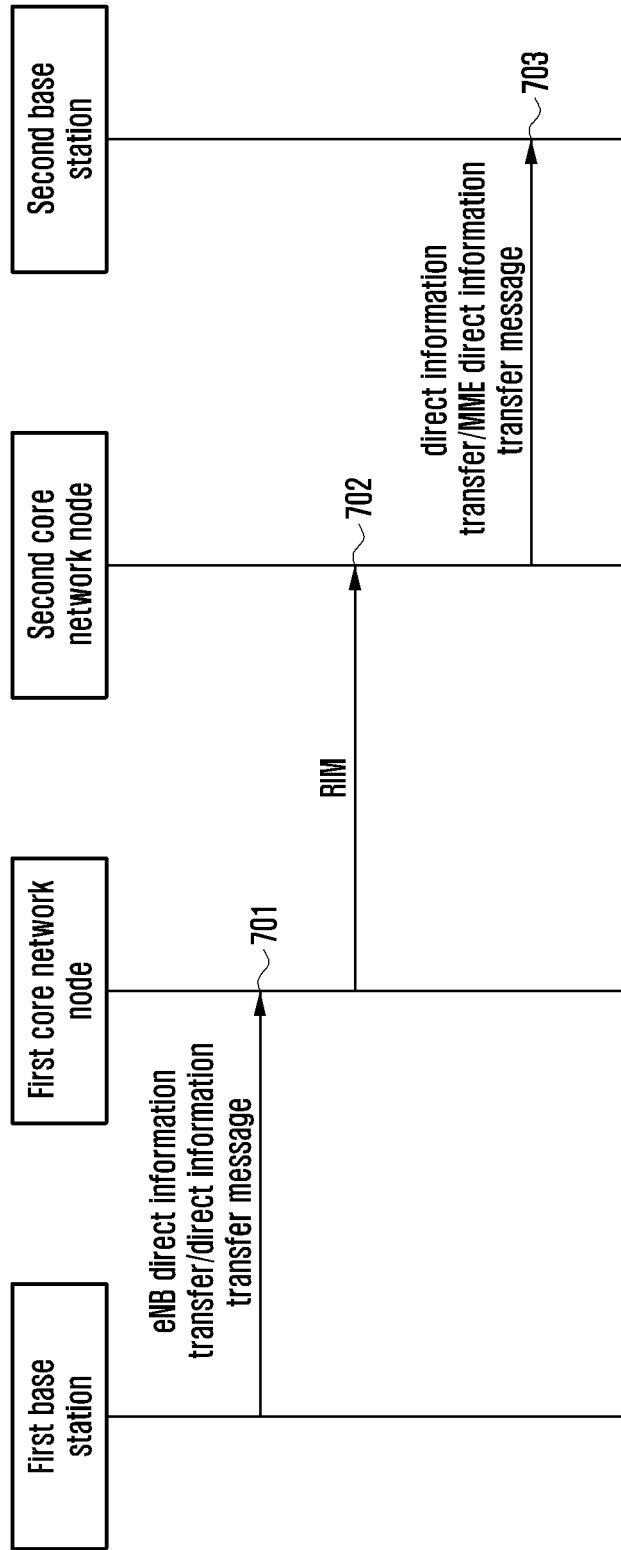 First base
station
First core network
node
Second core
network node
Second base
station
eNB direct information
transfer/direct information
transfer message
701
RIM
702
direct information
transfer/MME direct information
transfer message
703